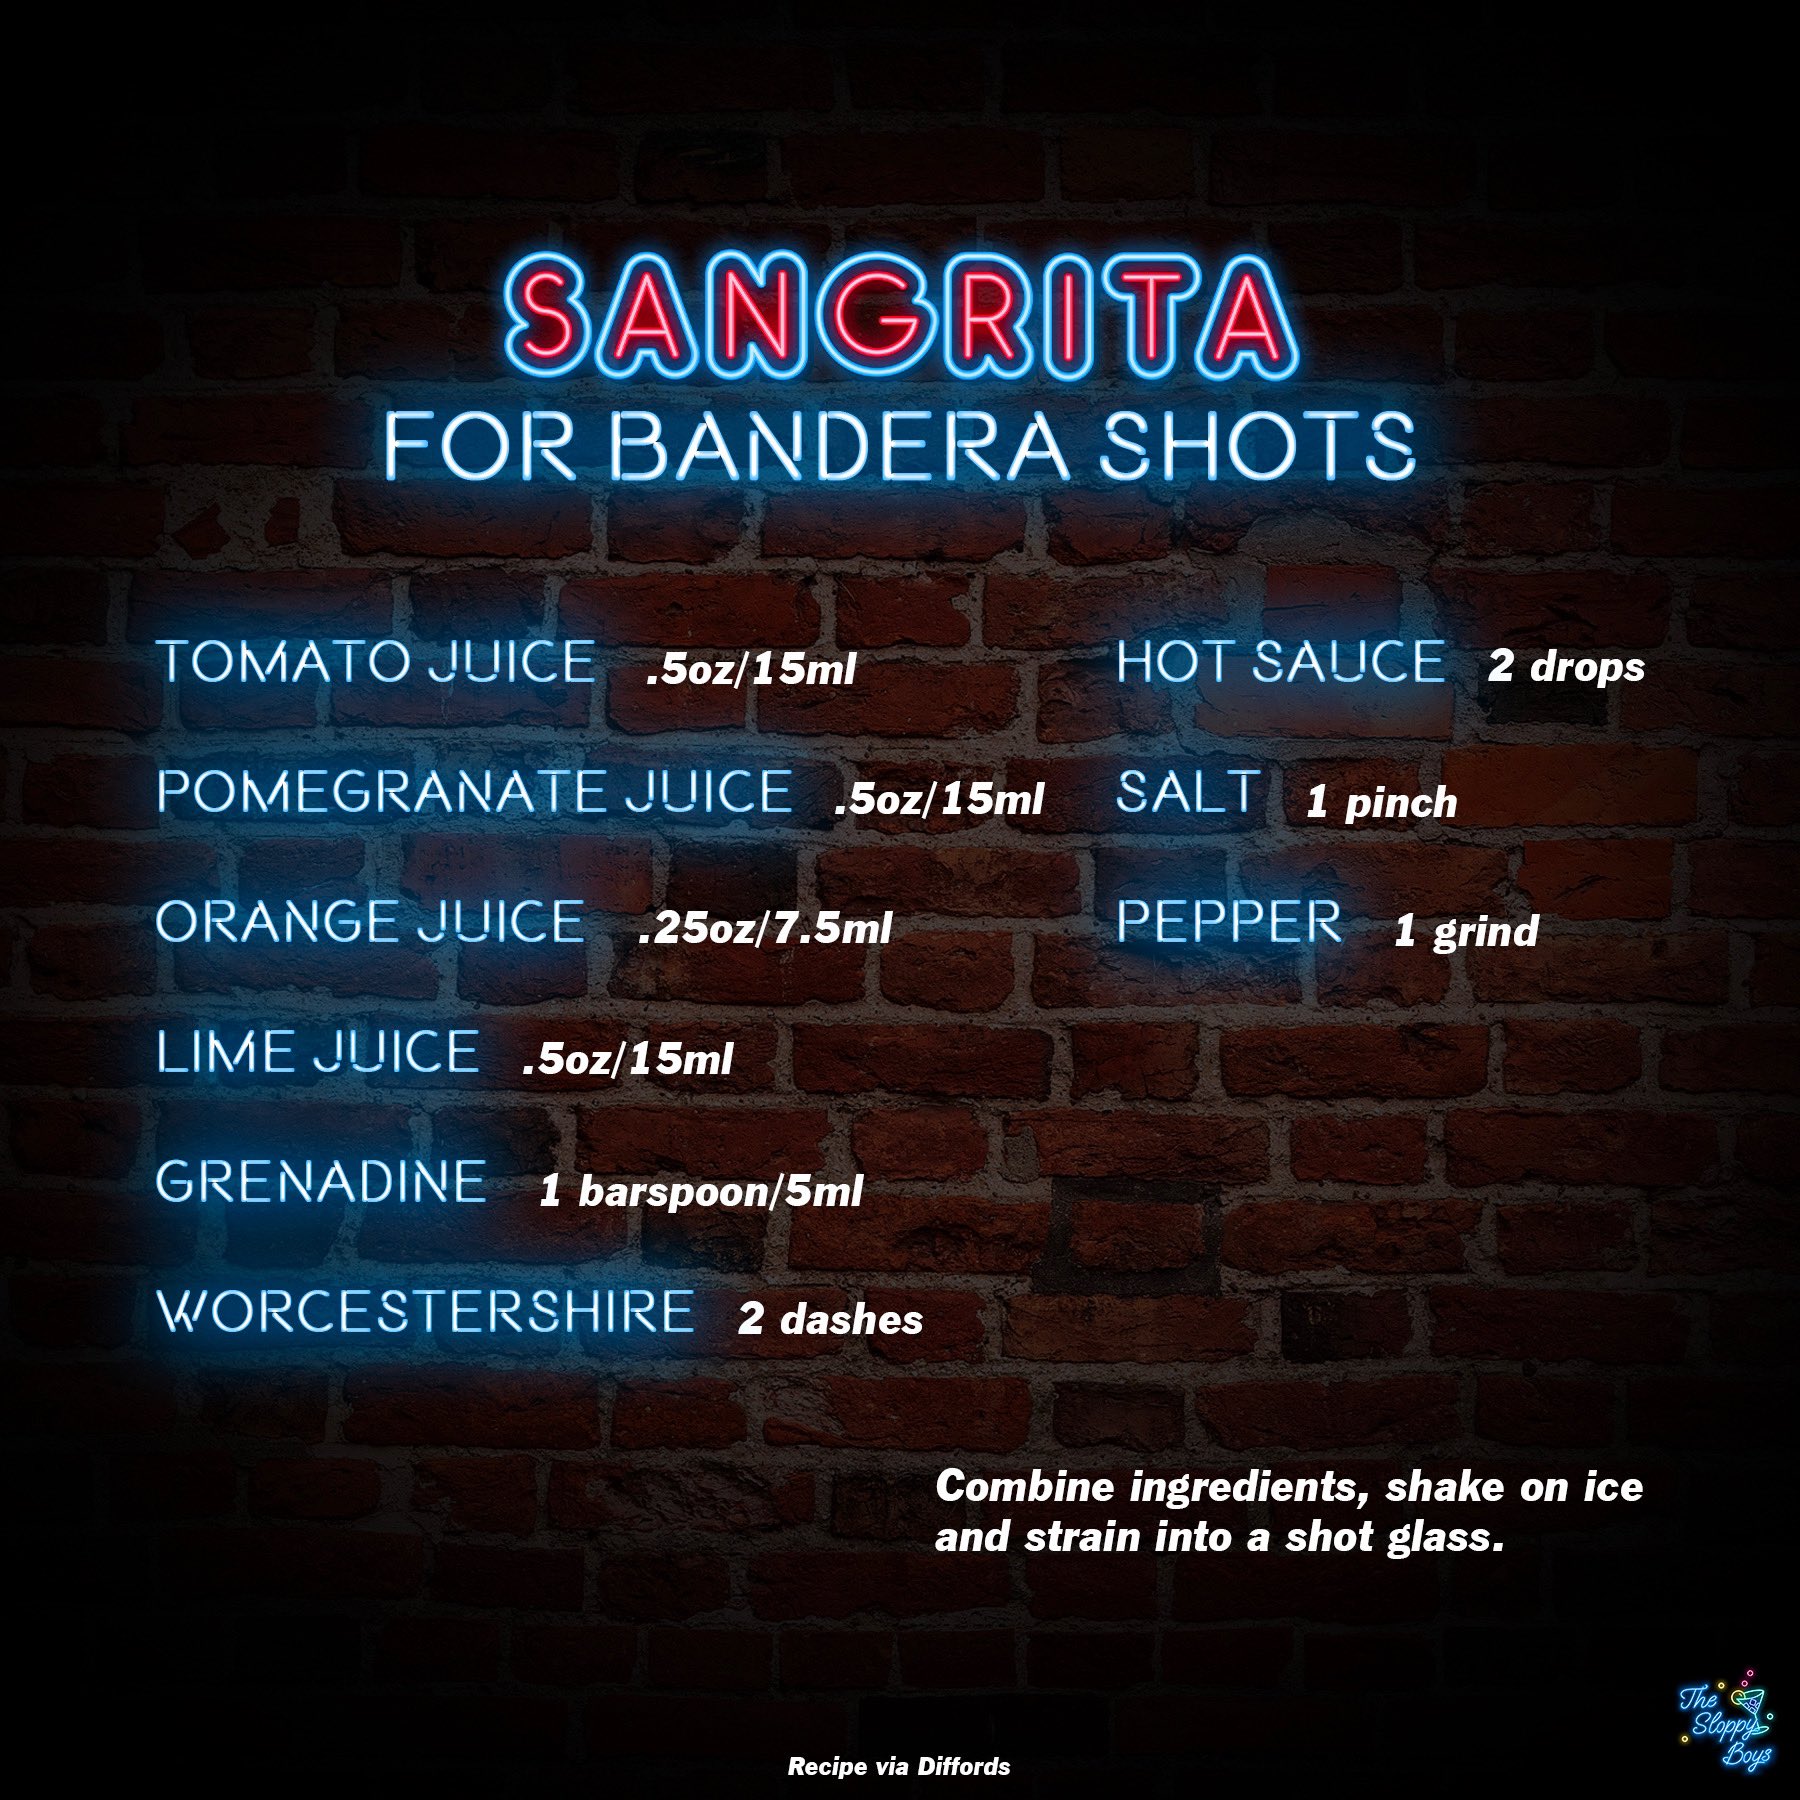 SANGRITA
FOR BANDERA SHOTS
TOMATO JUICE .5oz/15ml
POMEGRANATE JUICE .5oz/15ml
ORANGE JUICE .25oz/7.5ml
LIME JUICE .5oz/15ml
GRENADINE 1 barspoon/5ml
WORCESTERSHIRE 2 dashes
HOT SAUCE 2 drops
SALT 1 pinch
PEPPER 1 grind
Combine ingredients, shake on ice
and strain into a shot glass.
Recipe via Diffords
The
Sloppy
Boys